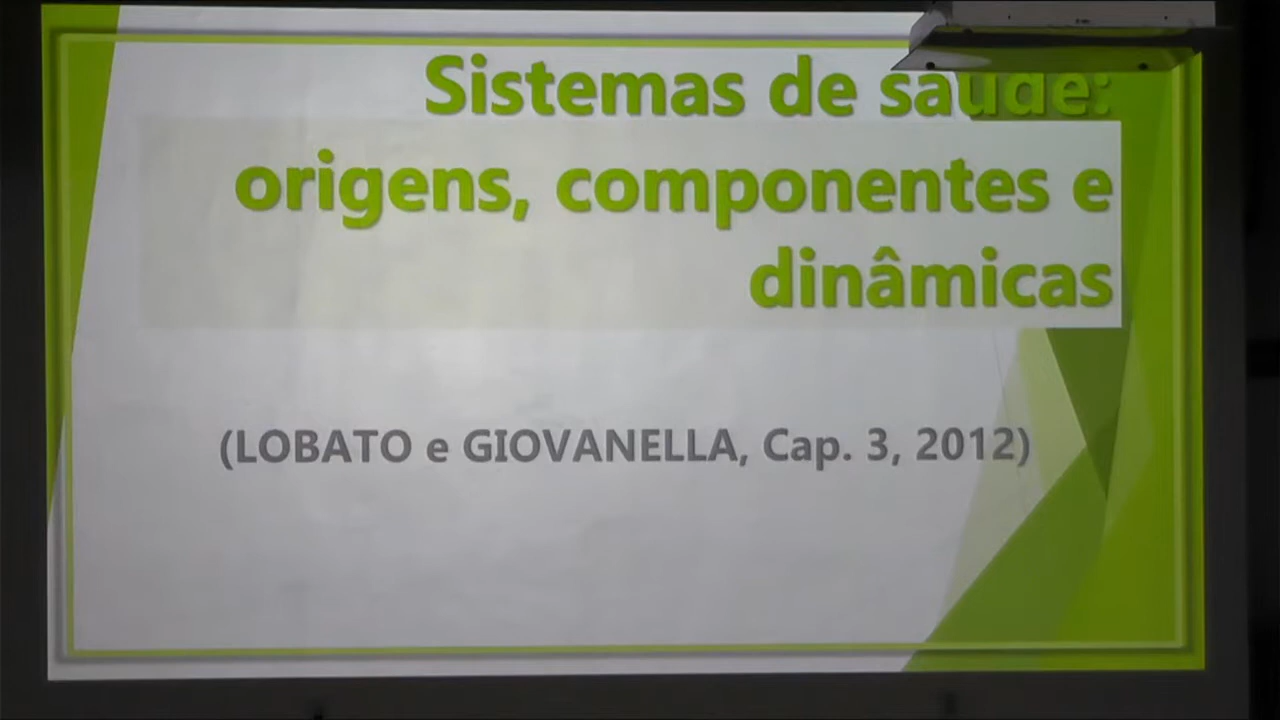 Sistemas de saúde:
origens, componentes e
dinâmicas
(LOBATO e GIOVANELLA, Cap. 3, 2012)